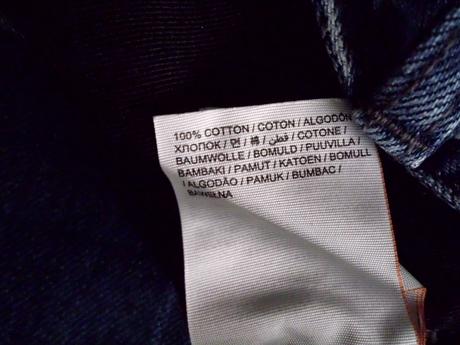 100% COTTON / COTON / ALGODÓN
ХЛОПОК / 면 / 棉 / قطن / COTONE /
BAUMWOLLE / BOMULD / PUUVILLA /
BAMBAKI / PAMUT / KATOEN / BOMULL
/ ALGODÃO / PAMUK / BUMBAC /
BAWEŁNA